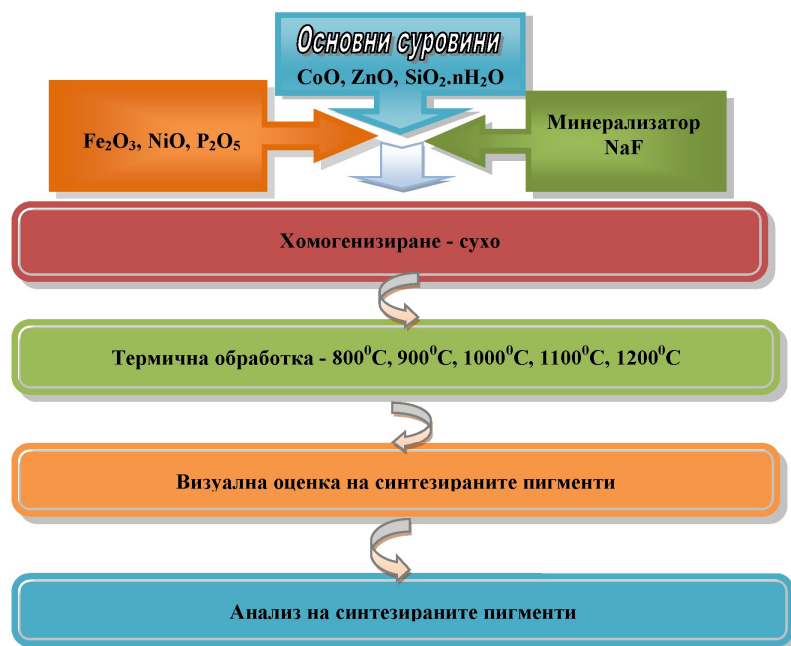 Основни суровини
CoO, ZnO, SiO₂.nH₂O
Fe₂O₃, NiO, P₂O₅
Минерализатор
NaF
Хомогенизиране - сухо
Термична обработка - 800⁰C, 900⁰C, 1000⁰C, 1100⁰C, 1200⁰C
Визуална оценка на синтезираните пигменти
Анализ на синтезираните пигменти